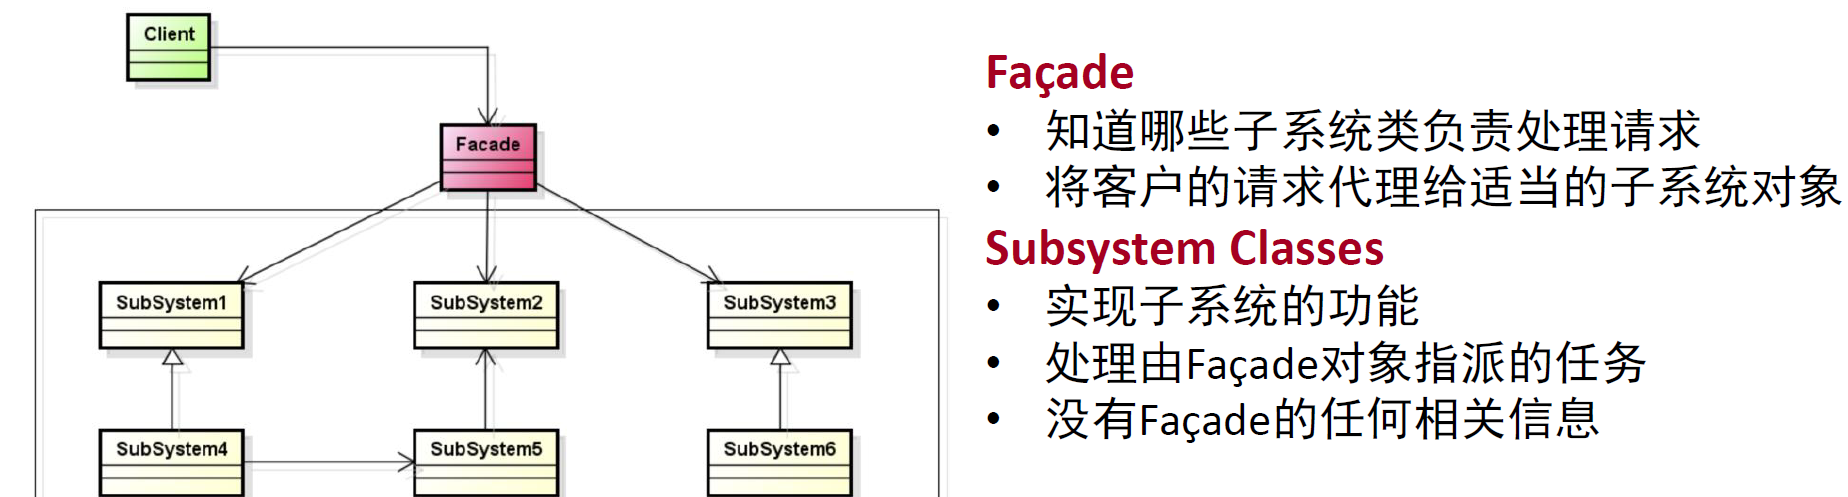 Client
Facade
SubSystem1
SubSystem2
SubSystem3
SubSystem4
SubSystem5
SubSystem6
Façade
• 知道哪些子系统类负责处理请求
• 将客户的请求代理给适当的子系统对象
Subsystem Classes
• 实现子系统的功能
• 处理由Façade对象指派的任务
• 没有Façade的任何相关信息